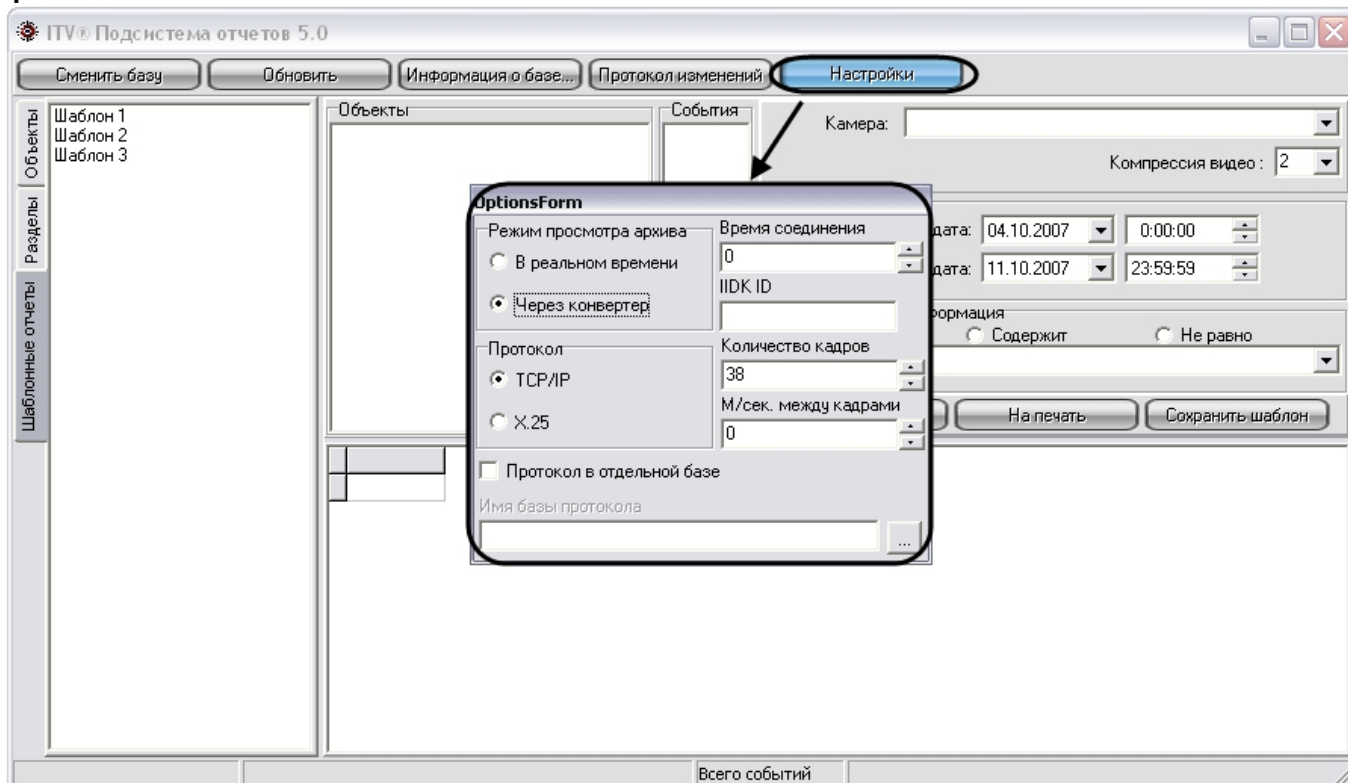 ITV® Подсистема отчетов 5.0
Сменить базу
Обновить
Информация о базе...
Протокол изменений
Настройки
Объекты
Разделы
Шаблонные отчеты
Шаблон 1
Шаблон 2
Шаблон 3
Объекты
События
Камера:
Компрессия видео : 2
дата: 04.10.2007 0:00:00
дата: 11.10.2007 23:59:59
Содержит
Не равно
На печать
Сохранить шаблон
OptionsForm
Режим просмотра архива
В реальном времени
Через конвертер
Протокол
TCP/IP
X.25
Время соединения
0
IIDK ID
Количество кадров
38
М/сек. между кадрами
0
Протокол в отдельной базе
Имя базы протокола
...
Всего событий